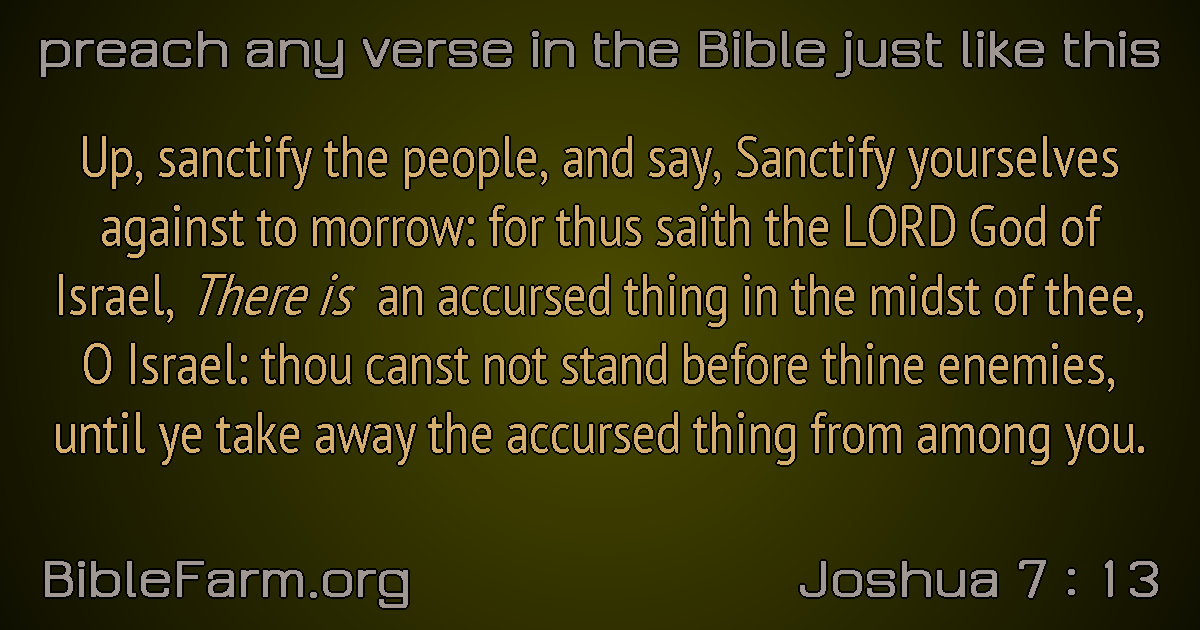 preach any verse in the Bible just like this
Up, sanctify the people, and say, Sanctify yourselves
against to morrow: for thus saith the LORD God of
Israel, There is an accursed thing in the midst of thee,
O Israel: thou canst not stand before thine enemies,
until ye take away the accursed thing from among you.
BibleFarm.org
Joshua 7 : 13